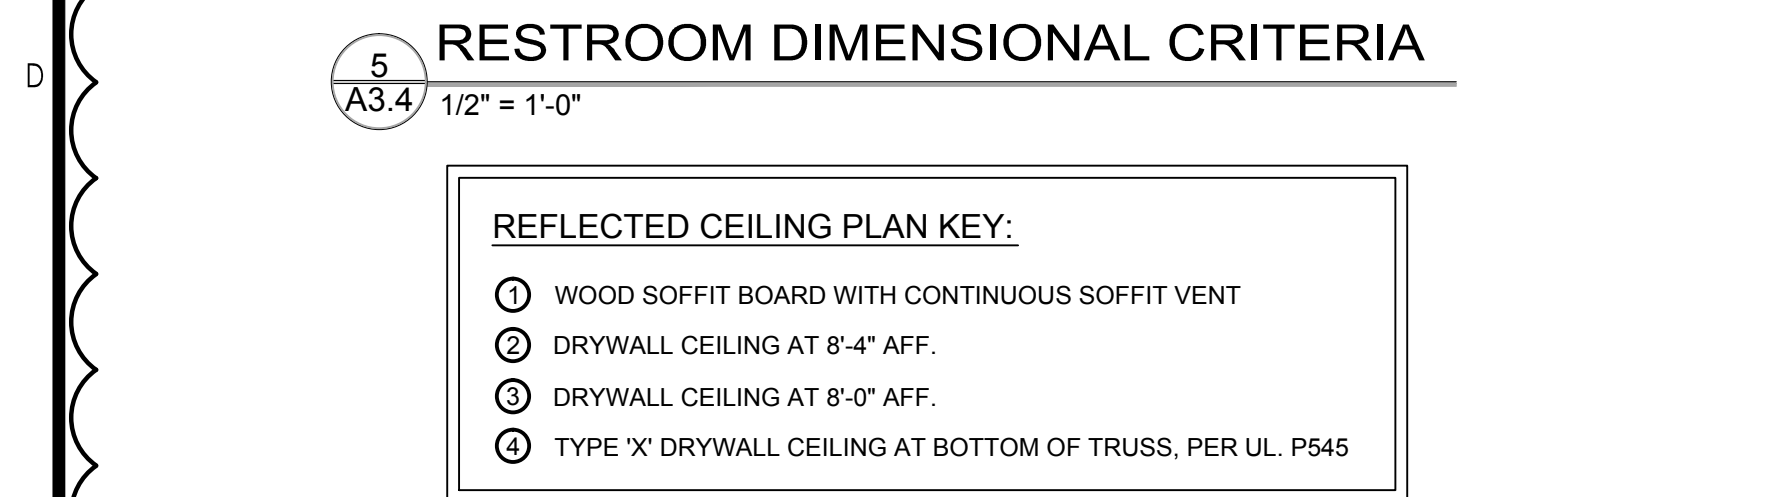 D
5
A3.4
RESTROOM DIMENSIONAL CRITERIA
1/2" = 1'-0"
REFLECTED CEILING PLAN KEY:
1 WOOD SOFFIT BOARD WITH CONTINUOUS SOFFIT VENT
2 DRYWALL CEILING AT 8'-4" AFF.
3 DRYWALL CEILING AT 8'-0" AFF.
4 TYPE 'X' DRYWALL CEILING AT BOTTOM OF TRUSS, PER UL. P545